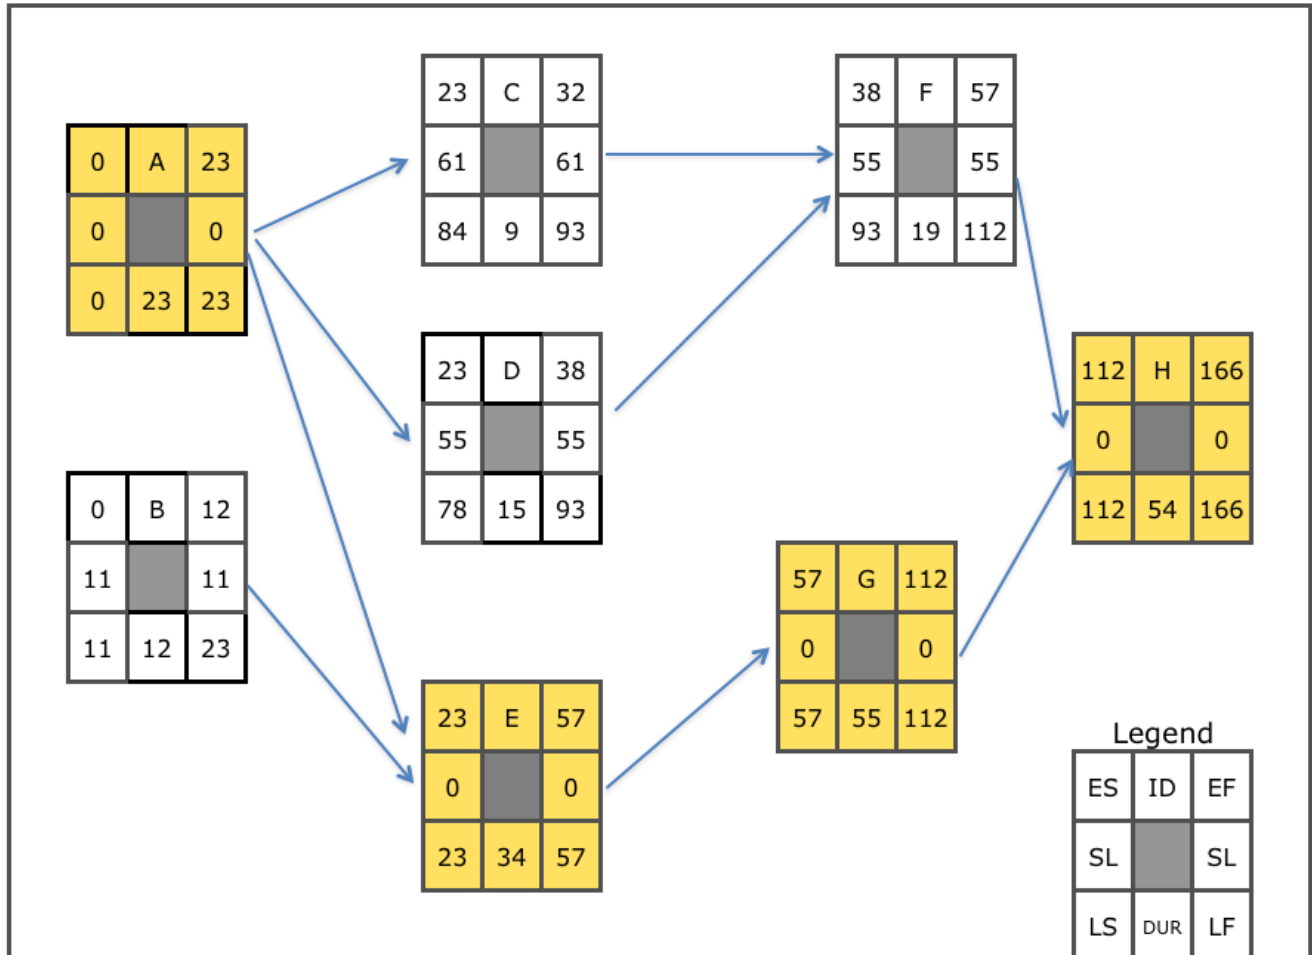 0 A 23
0 0
0 23 23
23 C 32
61 61
84 9 93
38 F 57
55 55
93 19 112
23 D 38
55 55
78 15 93
112 H 166
0 0
112 54 166
0 B 12
11 11
11 12 23
57 G 112
0 0
57 55 112
23 E 57
0 0
23 34 57
Legend
ES ID EF
SL SL
LS DUR LF